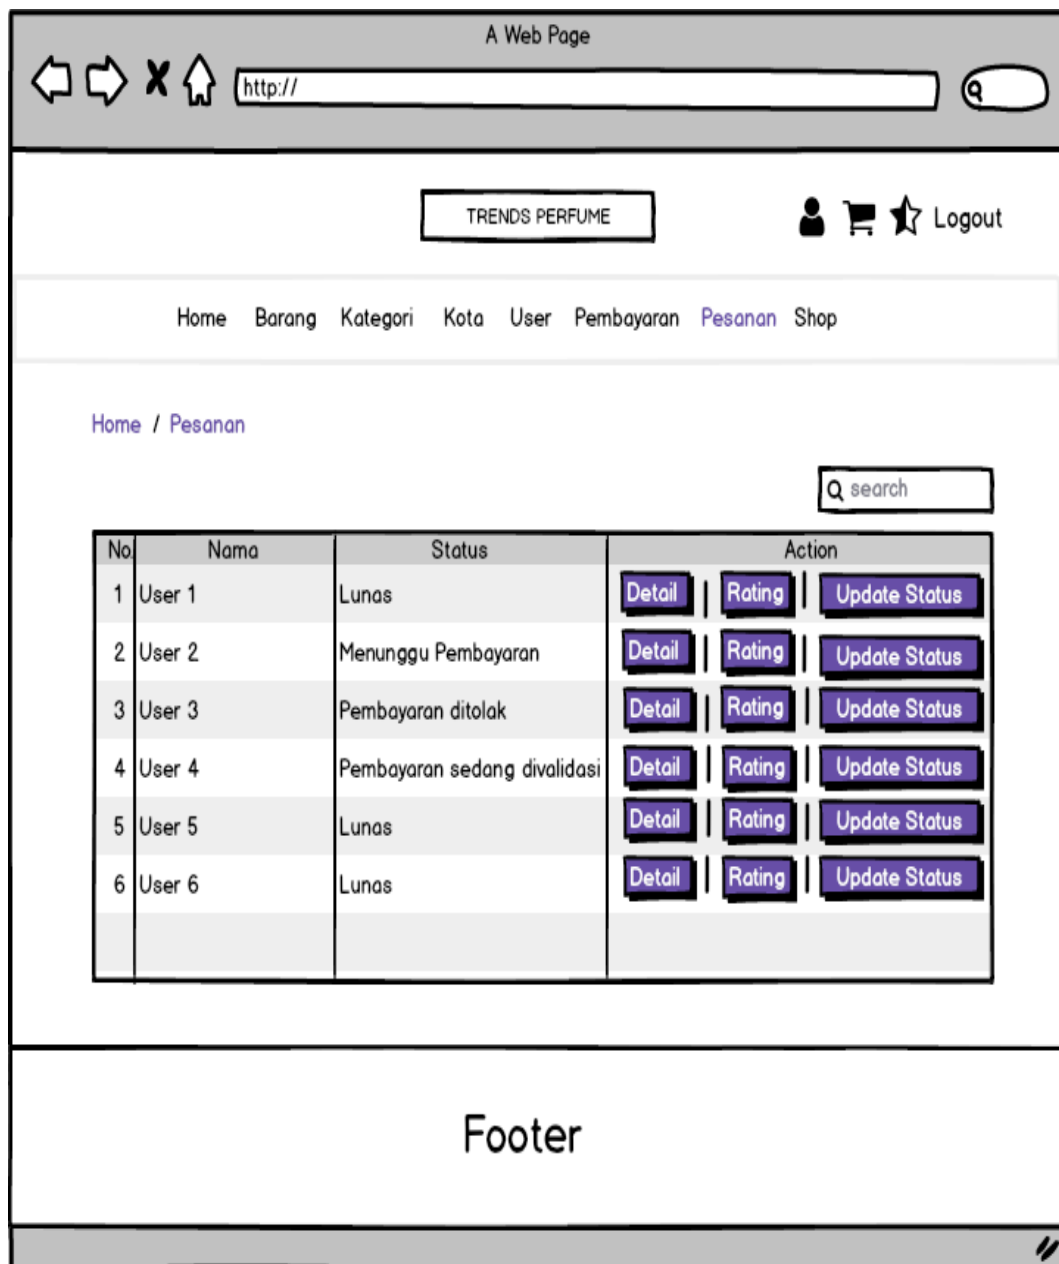 A Web Page
http://
TRENDS PERFUME
Logout
Home Barang Kategori Kota User Pembayaran Pesanan Shop
Home / Pesanan
search
No. Nama Status Action
1 User 1 Lunas Detail | Rating | Update Status
2 User 2 Menunggu Pembayaran Detail | Rating | Update Status
3 User 3 Pembayaran ditolak Detail | Rating | Update Status
4 User 4 Pembayaran sedang divalidasi Detail | Rating | Update Status
5 User 5 Lunas Detail | Rating | Update Status
6 User 6 Lunas Detail | Rating | Update Status
Footer